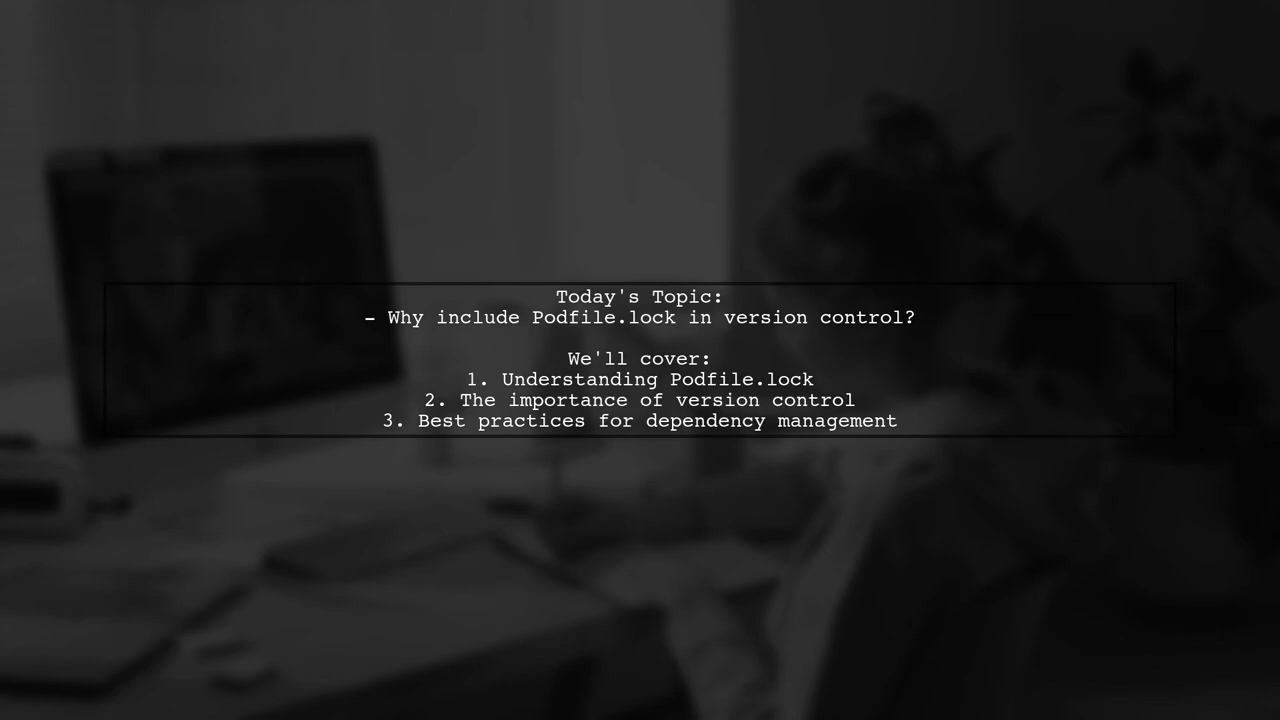 Today's Topic:
– Why include Podfile.lock in version control?
We'll cover:
1. Understanding Podfile.lock
2. The importance of version control
3. Best practices for dependency management